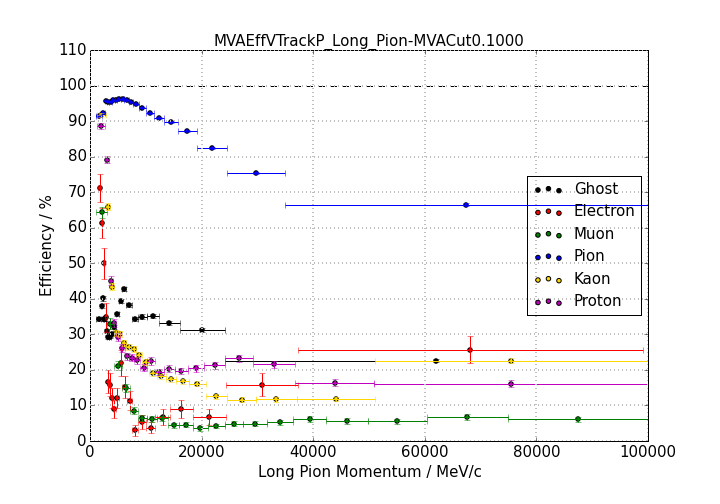 MVAEffVTrackP_Long_Pion-MVACut0.1000
110
100
90
80
70
60
50
40
30
20
10
0
Efficiency / %
Ghost
Electron
Muon
Pion
Kaon
Proton
0 20000 40000 60000 80000 100000
Long Pion Momentum / MeV/c